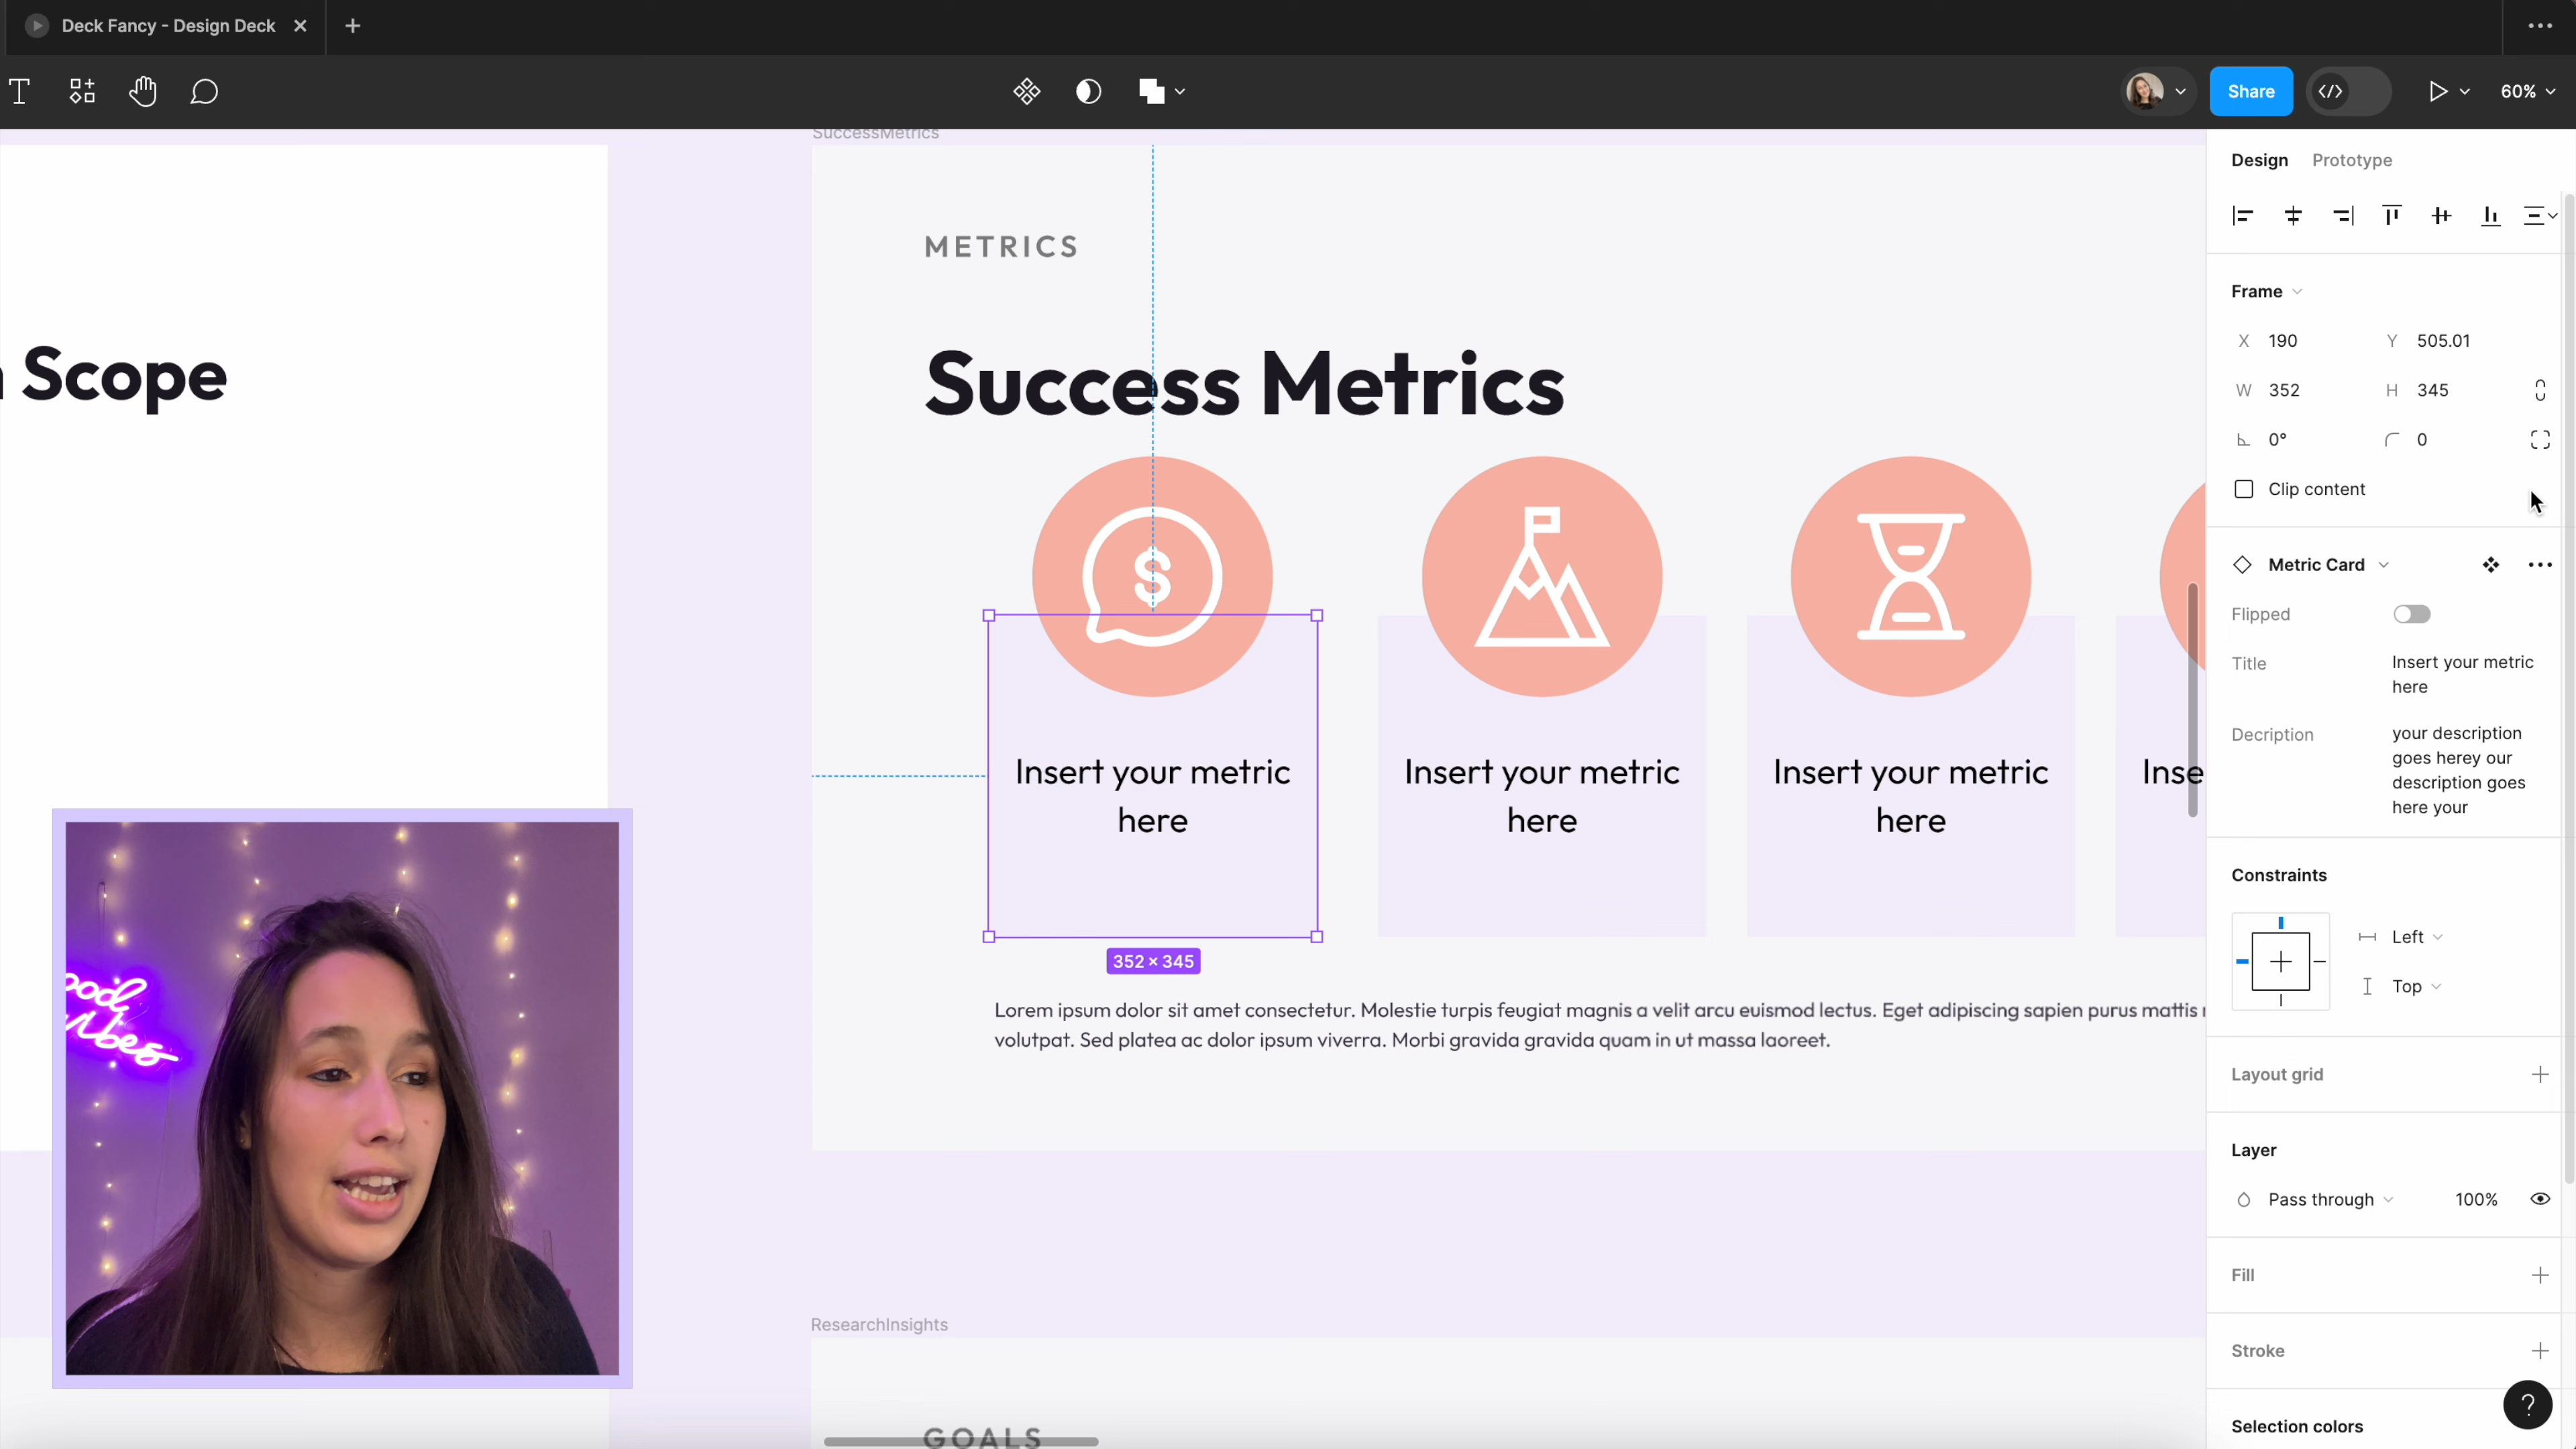 Deck Fancy - Design Deck
Share
60%
SuccessMetrics
Scope
METRICS
Success Metrics
$
Insert your metric
here
Insert your metric
here
Insert your metric
here
352 × 345
Lorem ipsum dolor sit amet consectetur. Molestie turpis feugiat magnis a velit arcu euismod lectus. Eget adipiscing sapien purus mattis
volutpat. Sed platea ac dolor ipsum viverra. Morbi gravida gravida quam in ut massa laoreet.
ResearchInsights
GOALS
vibes
Design Prototype
Frame
X 190 Y 505.01
W 352 H 345
0° 0
Clip content
Metric Card
Flipped
Title Insert your metric
here
Decription your description
goes herey our
description goes
here your
Constraints
Left
Top
Layout grid
Layer
Pass through 100%
Fill
Stroke
Selection colors
?